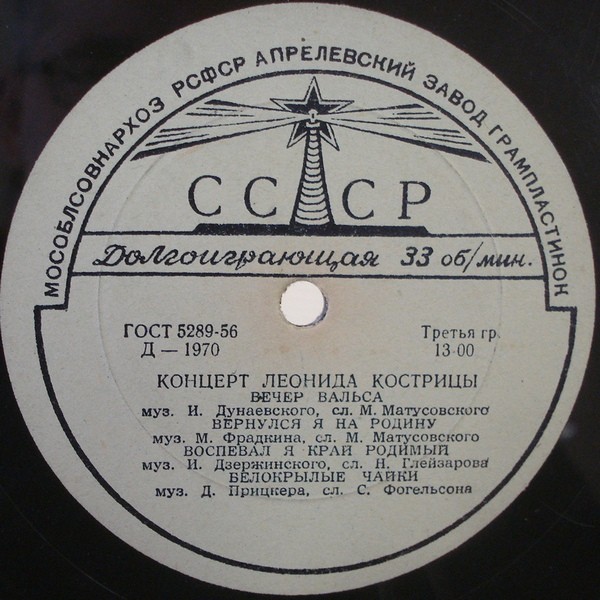 МОСОБЛСОВНАРХОЗ РСФСР АПРЕЛЕВСКИЙ ЗАВОД ГРАМПЛАСТИНОК
СССР
Долгоиграющая 33 об/мин.
ГОСТ 5289-56 Третья гр.
Д — 1970 13-00
КОНЦЕРТ ЛЕОНИДА КОСТРИЦЫ
ВЕЧЕР ВАЛЬСА
муз. И. Дунаевского, сл. М. Матусовского
ВЕРНУЛСЯ Я НА РОДИНУ
муз. М. Фрадкина, сл. М. Матусовского
ВОСПЕВАЛ Я КРАЙ РОДИМЫЙ
муз. И. Дзержинского, сл. Н. Глейзарова
БЕЛОКРЫЛЫЕ ЧАЙКИ
муз. Д. Прицкера, сл. С. Фогельсона